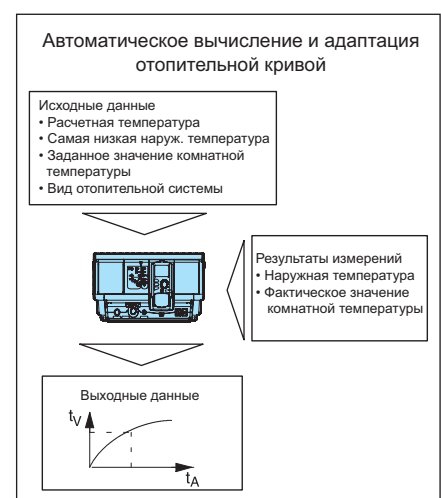 Автоматическое вычисление и адаптация
отопительной кривой
Исходные данные
• Расчетная температура
• Самая низкая наруж. температура
• Заданное значение комнатной
температуры
• Вид отопительной системы
Результаты измерений
• Наружная температура
• Фактическое значение
комнатной температуры
Выходные данные
tV
tA